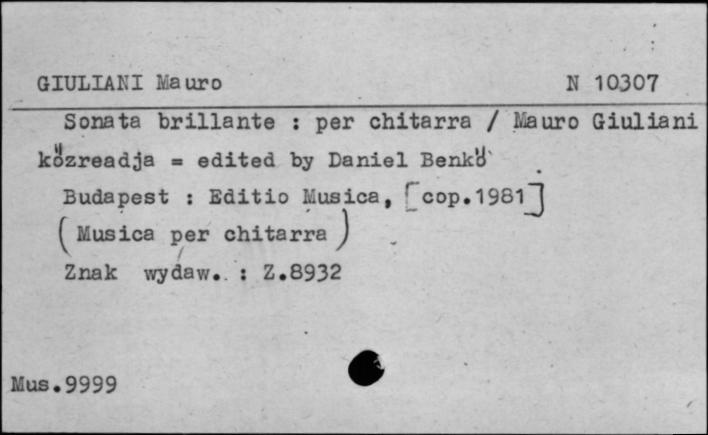 GIULIANI Mauro N 10307
Sonata brillante : per chitarra / Mauro Giuliani
közreadja = edited by Daniel Benkő
Budapest : Editio Musica, [cop.1981]
(Musica per chitarra)
Znak wydaw. : Z.8932
Mus.9999